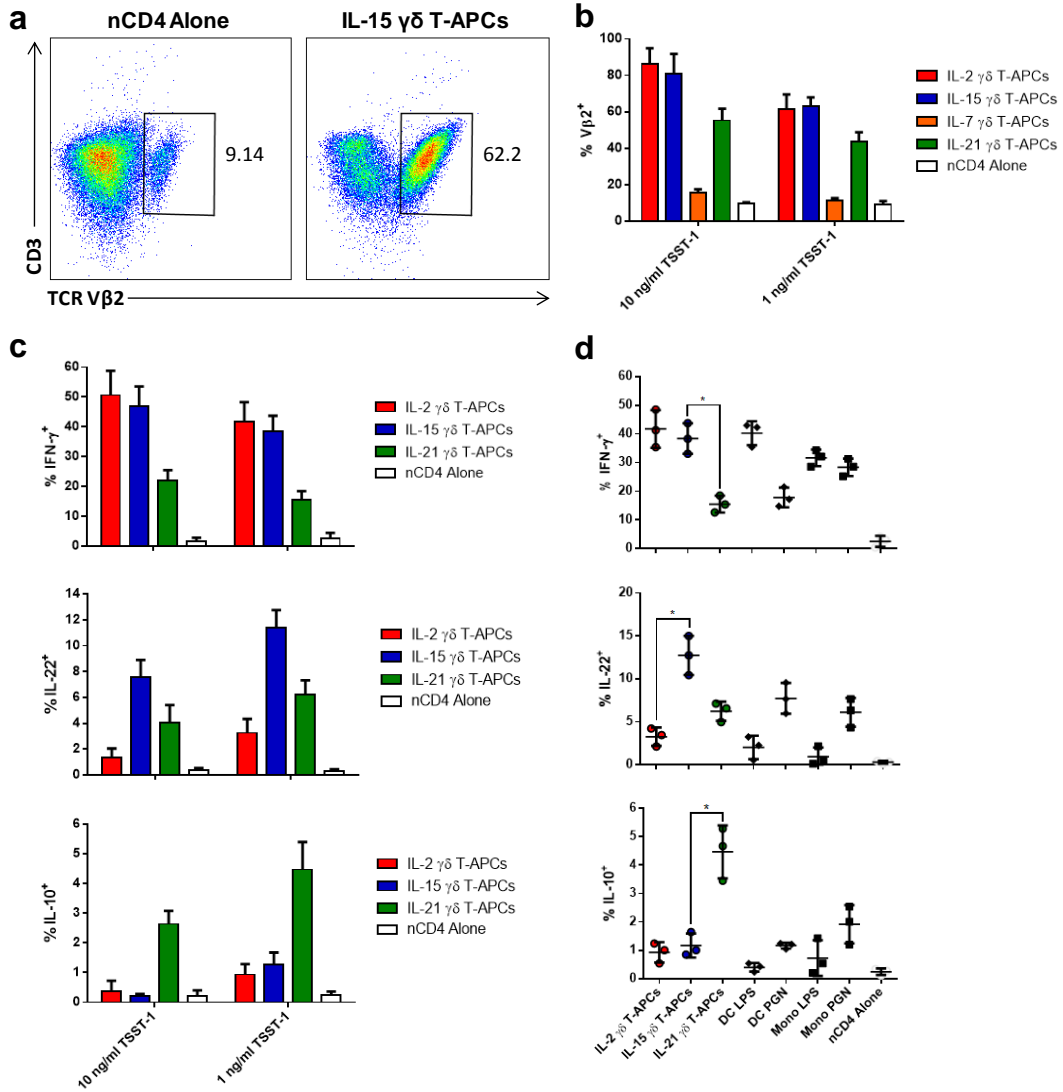 a
nCD4 Alone
IL-15 γδ T-APCs
9.14
62.2
CD3
TCR Vβ2
b
% Vβ2+
100
80
60
40
20
0
10 ng/ml TSST-1
1 ng/ml TSST-1
IL-2 γδ T-APCs
IL-15 γδ T-APCs
IL-7 γδ T-APCs
IL-21 γδ T-APCs
nCD4 Alone
c
% IFN-γ+
60
50
40
30
20
10
0
IL-2 γδ T-APCs
IL-15 γδ T-APCs
IL-21 γδ T-APCs
nCD4 Alone
% IL-22+
14
12
10
8
6
4
2
0
IL-2 γδ T-APCs
IL-15 γδ T-APCs
IL-21 γδ T-APCs
nCD4 Alone
% IL-10+
6
5
4
3
2
1
0
IL-2 γδ T-APCs
IL-15 γδ T-APCs
IL-21 γδ T-APCs
nCD4 Alone
10 ng/ml TSST-1
1 ng/ml TSST-1
d
% IFN-γ+
60
50
40
30
20
10
0
*
% IL-22+
20
15
10
5
0
*
% IL-10+
6
5
4
3
2
1
0
*
IL-2 γδ T-APCs
IL-15 γδ T-APCs
IL-21 γδ T-APCs
DC LPS
DC PGN
Mono LPS
Mono PGN
nCD4 Alone